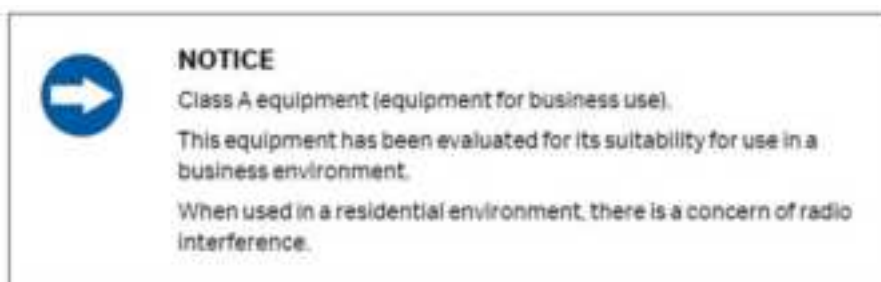 NOTICE
Class A equipment (equipment for business use).
This equipment has been evaluated for its suitability for use in a
business environment.
When used in a residential environment, there is a concern of radio
interference.